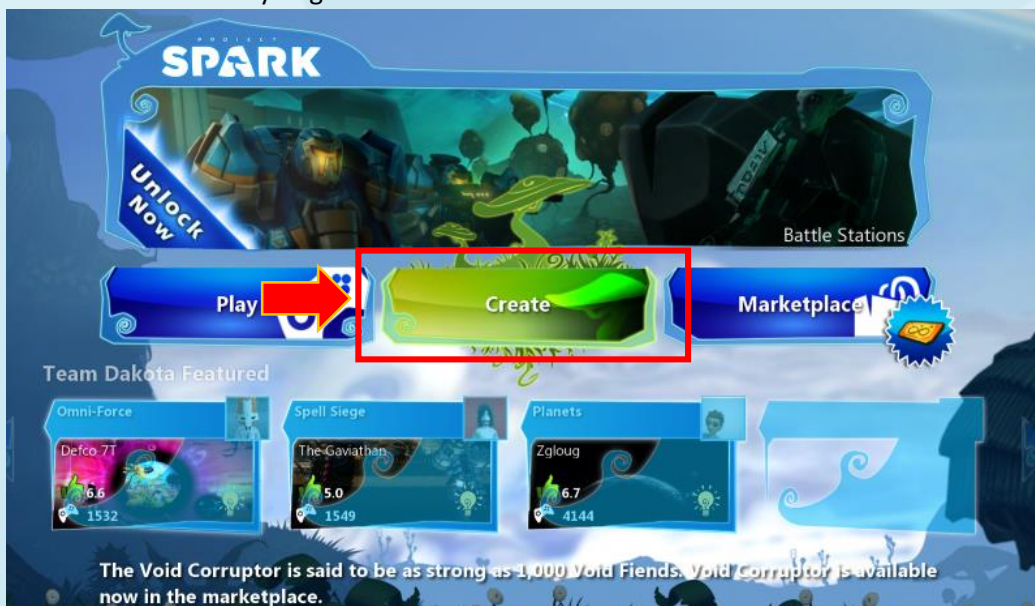 PROJECT
SPARK
Unlock
Now
Battle Stations
Play
Create
Marketplace
Team Dakota Featured
Omni-Force
Defco 7T
6.6
1532
Spell Siege
The Gaviathan
5.0
1549
Planets
Zgloug
6.7
4144
The Void Corruptor is said to be as strong as 1,000 Void Fiends. Void Corruptor is available
now in the marketplace.